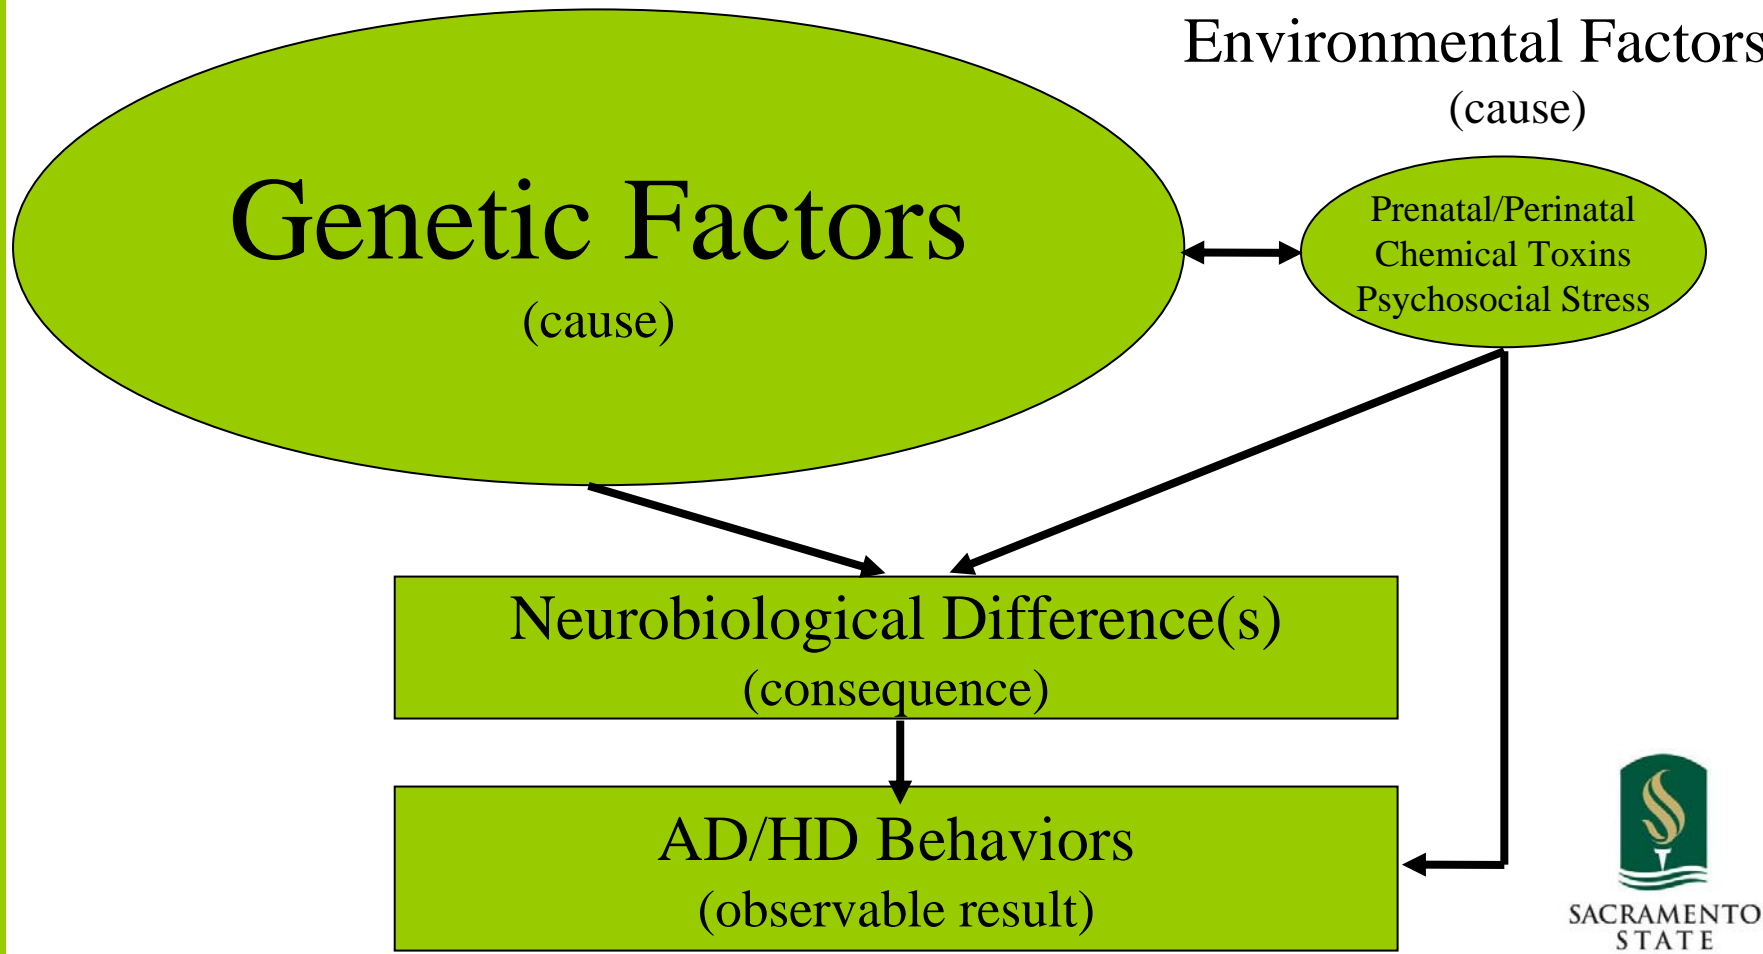 Environmental Factors
(cause)
Genetic Factors
(cause)
Prenatal/Perinatal
Chemical Toxins
Psychosocial Stress
Neurobiological Difference(s)
(consequence)
AD/HD Behaviors
(observable result)
SACRAMENTO
STATE